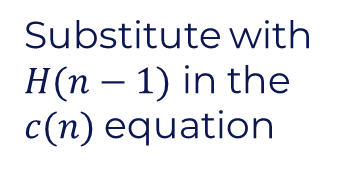 Substitute with
H(n − 1) in the
c(n) equation